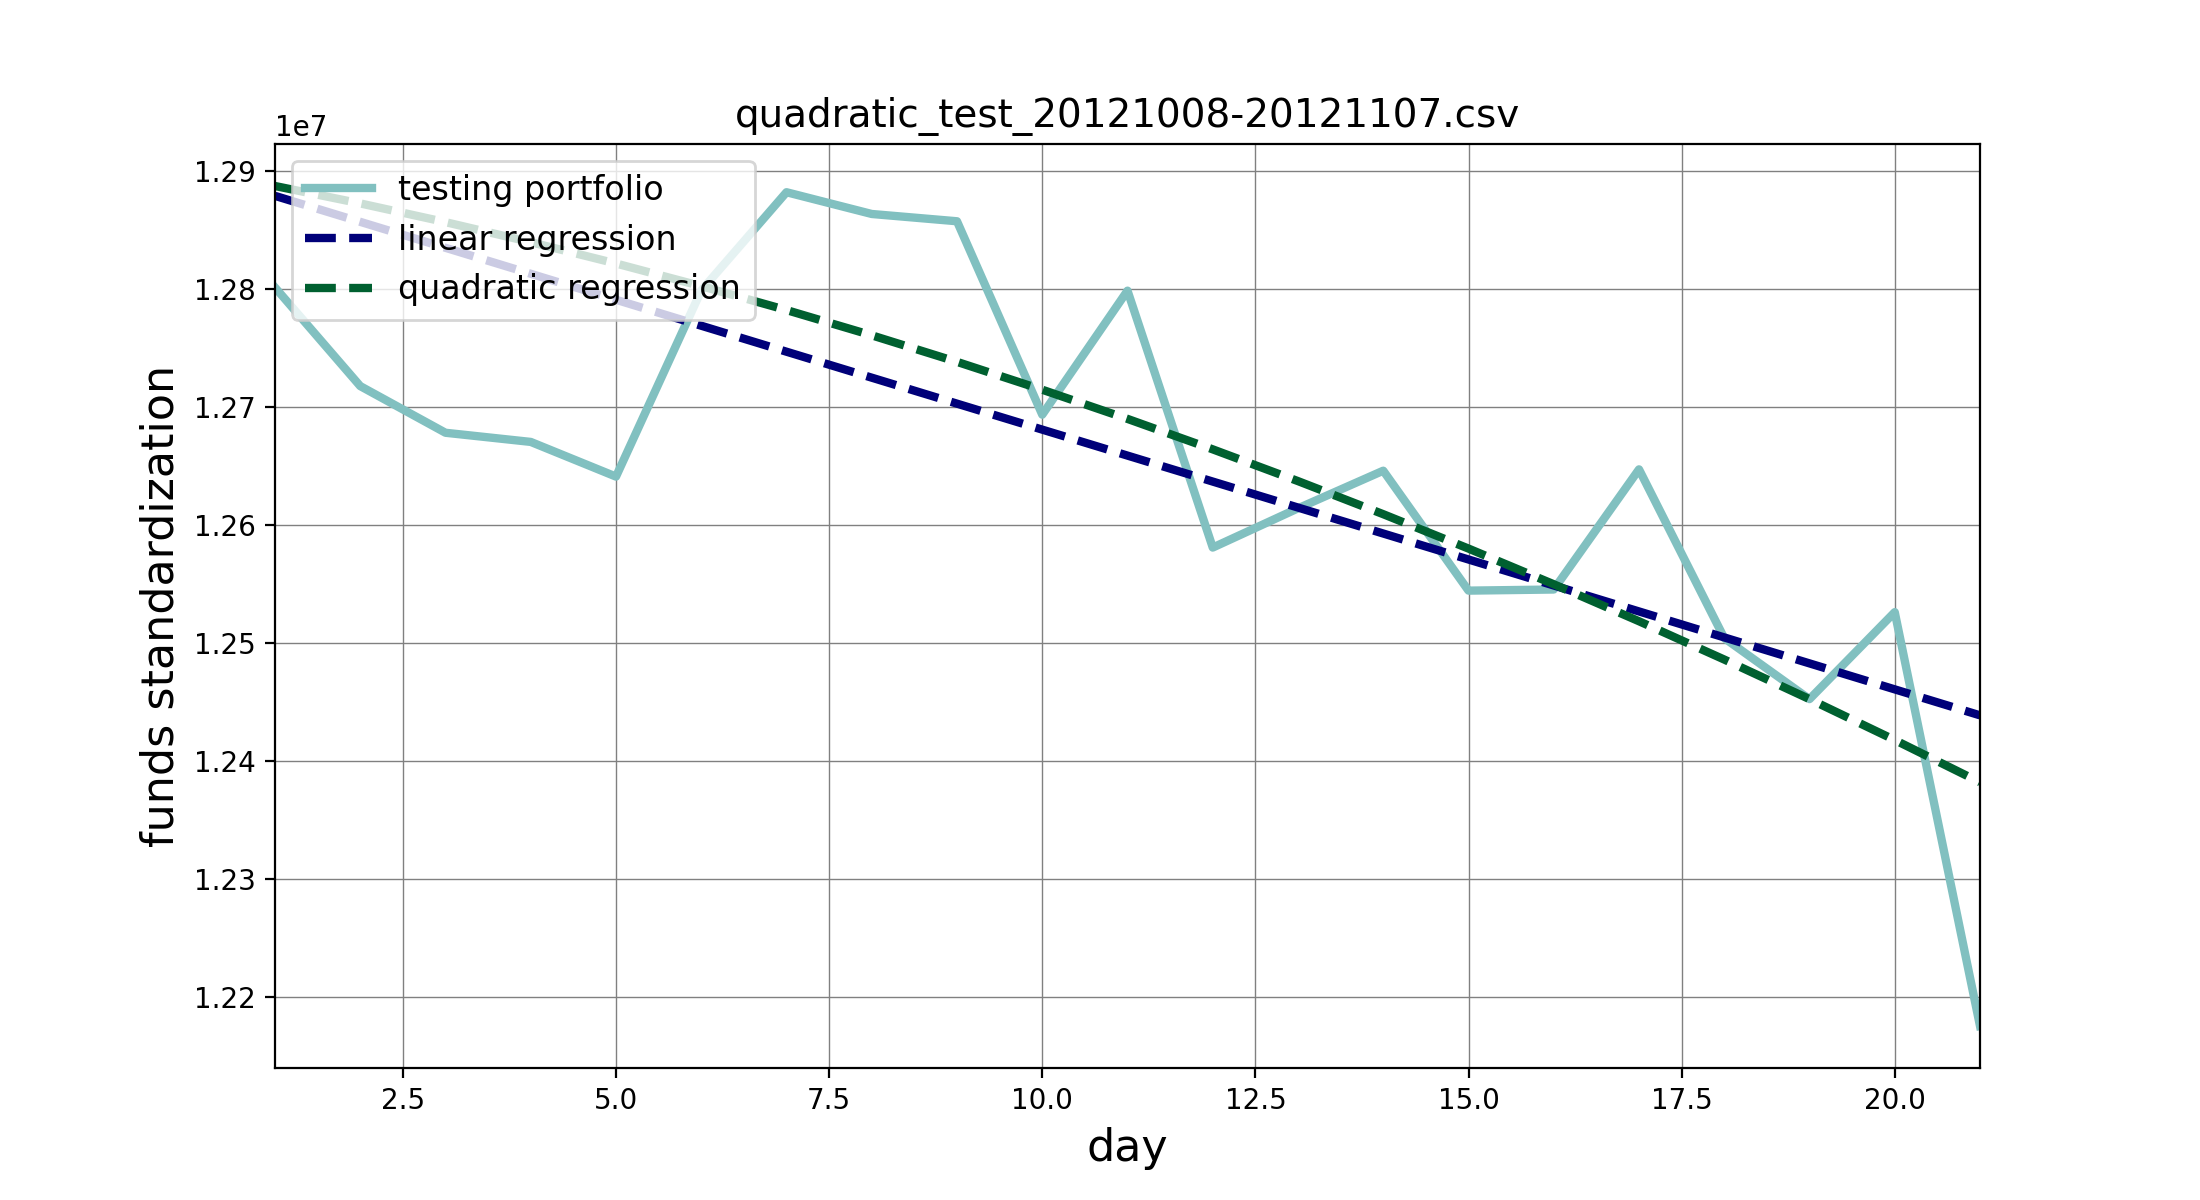 quadratic_test_20121008-20121107.csv
1e7
1.29
1.28
1.27
1.26
1.25
1.24
1.23
1.22
funds standardization
testing portfolio
linear regression
quadratic regression
2.5 5.0 7.5 10.0 12.5 15.0 17.5 20.0
day